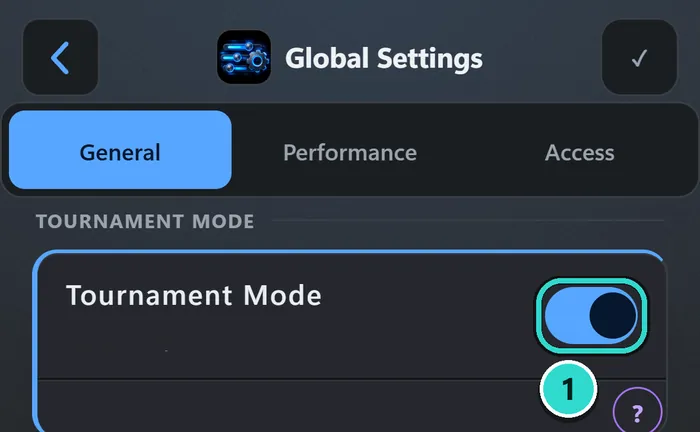 Global Settings
✓
General
Performance
Access
TOURNAMENT MODE
Tournament Mode
1
?